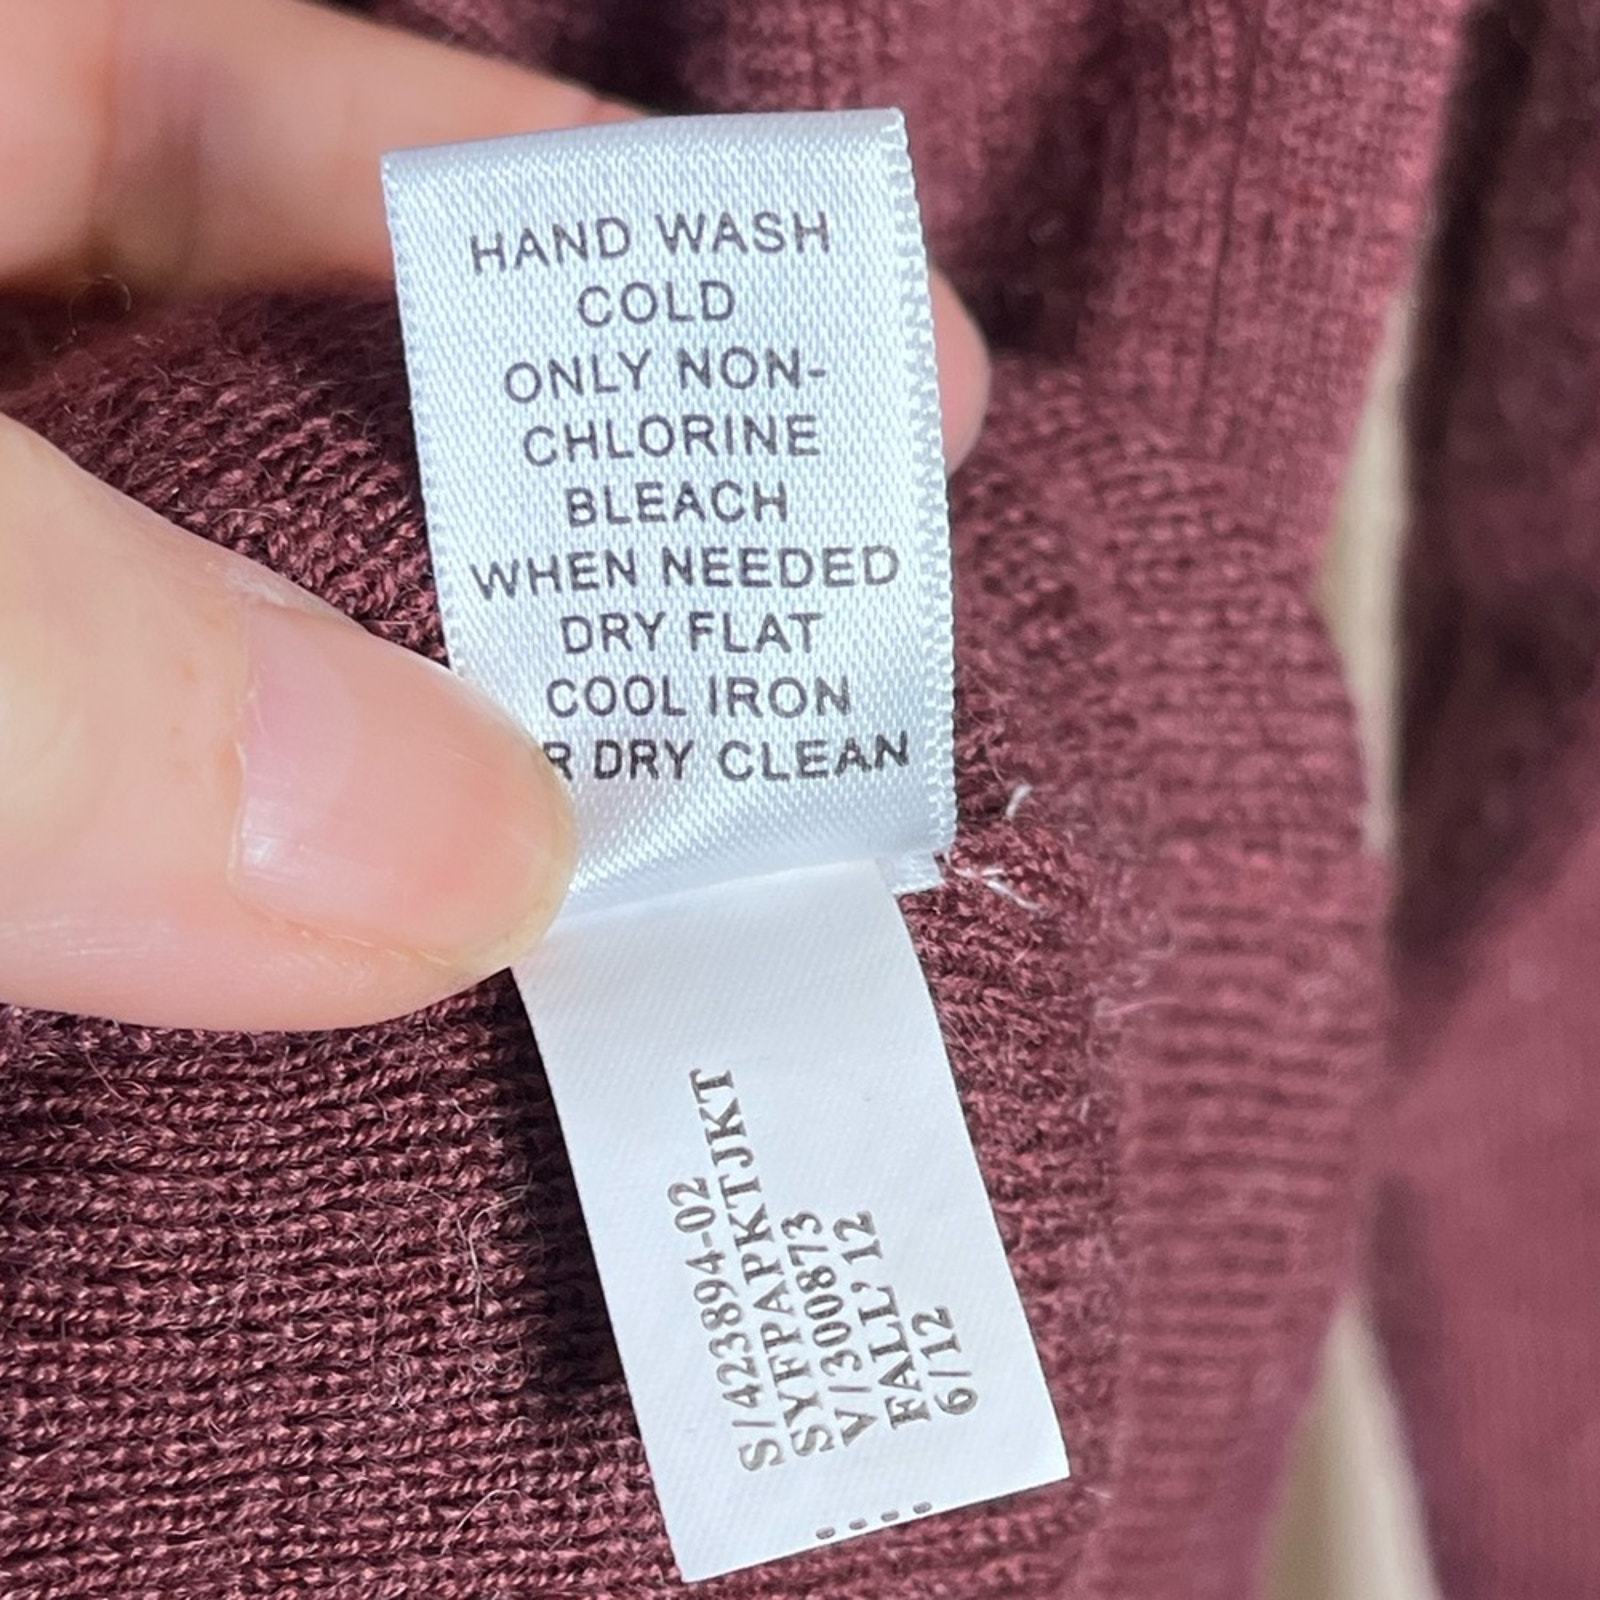 HAND WASH
COLD
ONLY NON-
CHLORINE
BLEACH
WHEN NEEDED
DRY FLAT
COOL IRON
R DRY CLEAN
S/423894-02
SYFPAPKTJKT
V/300873
FALL'12
6/12